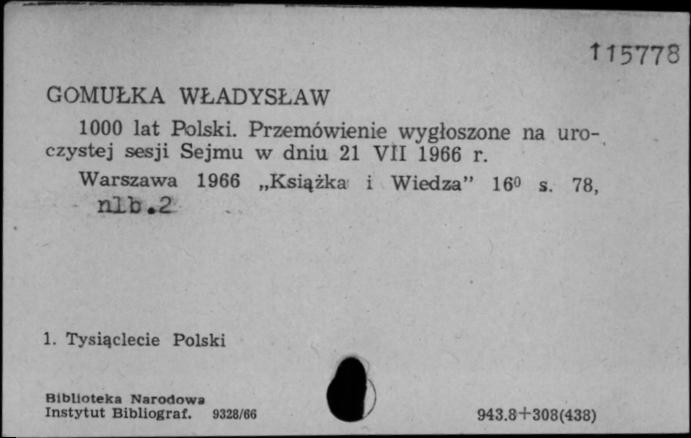 115778
GOMUŁKA WŁADYSŁAW
1000 lat Polski. Przemówienie wygłoszone na uro-
czystej sesji Sejmu w dniu 21 VII 1966 r.
Warszawa 1966 „Książka i Wiedza” 16⁰ s. 78,
nlb.2
1. Tysiąclecie Polski
Biblioteka Narodowa
Instytut Bibliograf. 9328/66
943.8+308(438)